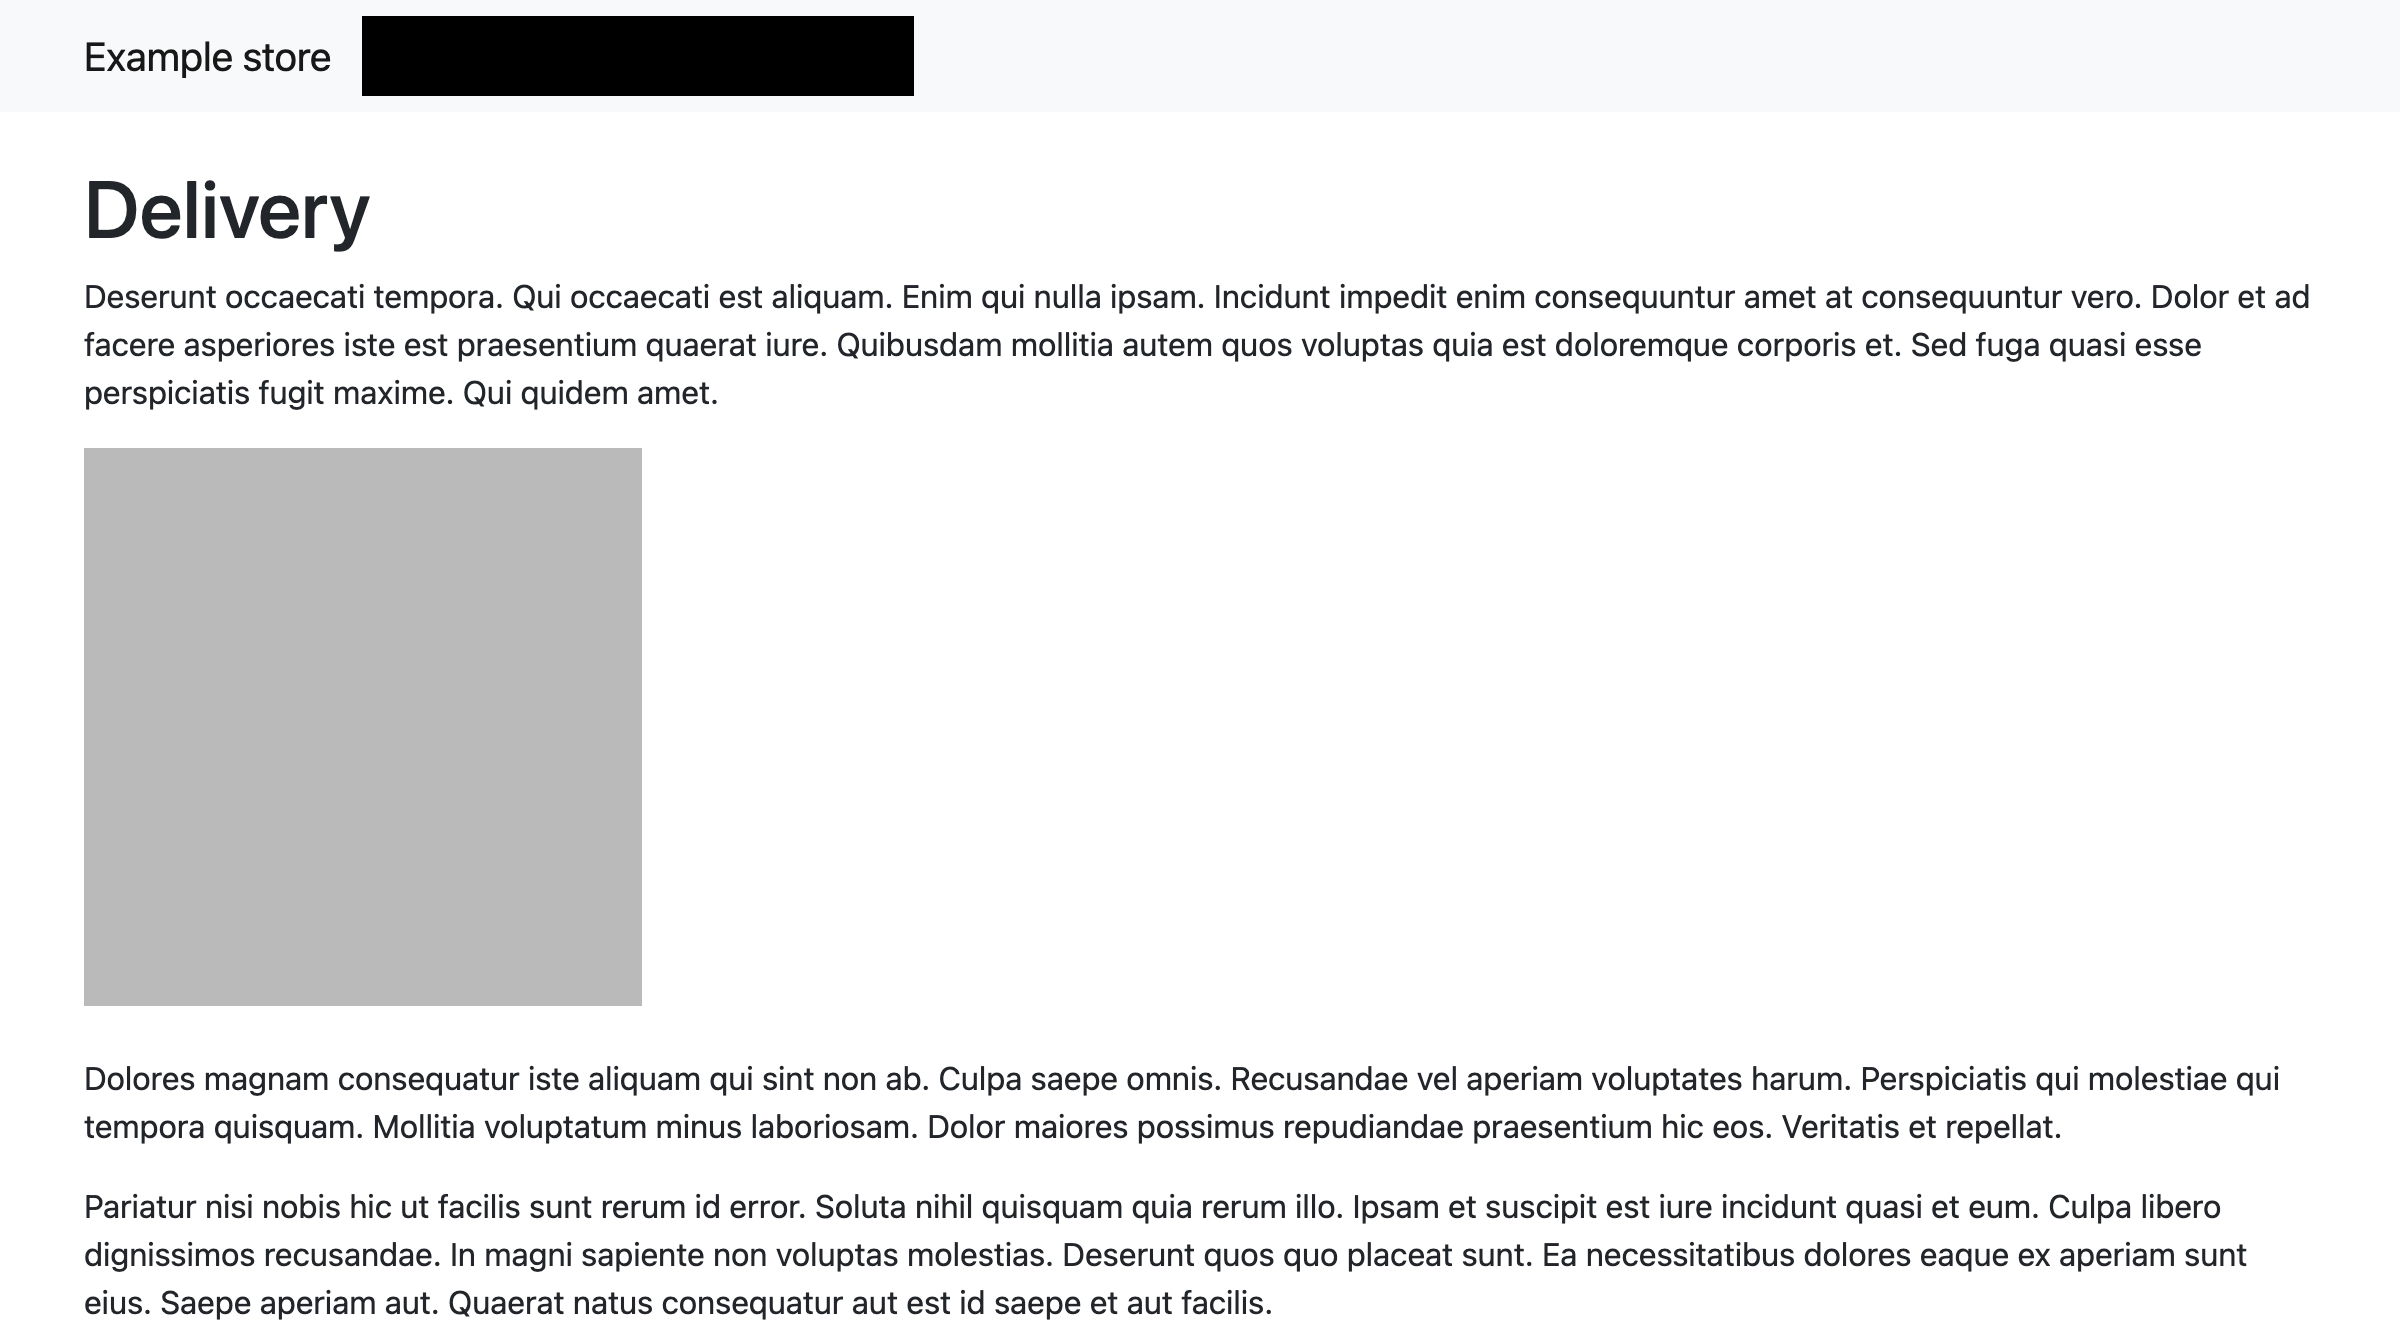 Example store
Delivery
Deserunt occaecati tempora. Qui occaecati est aliquam. Enim qui nulla ipsam. Incidunt impedit enim consequuntur amet at consequuntur vero. Dolor et ad
facere asperiores iste est praesentium quaerat iure. Quibusdam mollitia autem quos voluptas quia est doloremque corporis et. Sed fuga quasi esse
perspiciatis fugit maxime. Qui quidem amet.
Dolores magnam consequatur iste aliquam qui sint non ab. Culpa saepe omnis. Recusandae vel aperiam voluptates harum. Perspiciatis qui molestiae qui
tempora quisquam. Mollitia voluptatum minus laboriosam. Dolor maiores possimus repudiandae praesentium hic eos. Veritatis et repellat.
Pariatur nisi nobis hic ut facilis sunt rerum id error. Soluta nihil quisquam quia rerum illo. Ipsam et suscipit est iure incidunt quasi et eum. Culpa libero
dignissimos recusandae. In magni sapiente non voluptas molestias. Deserunt quos quo placeat sunt. Ea necessitatibus dolores eaque ex aperiam sunt
eius. Saepe aperiam aut. Quaerat natus consequatur aut est id saepe et aut facilis.